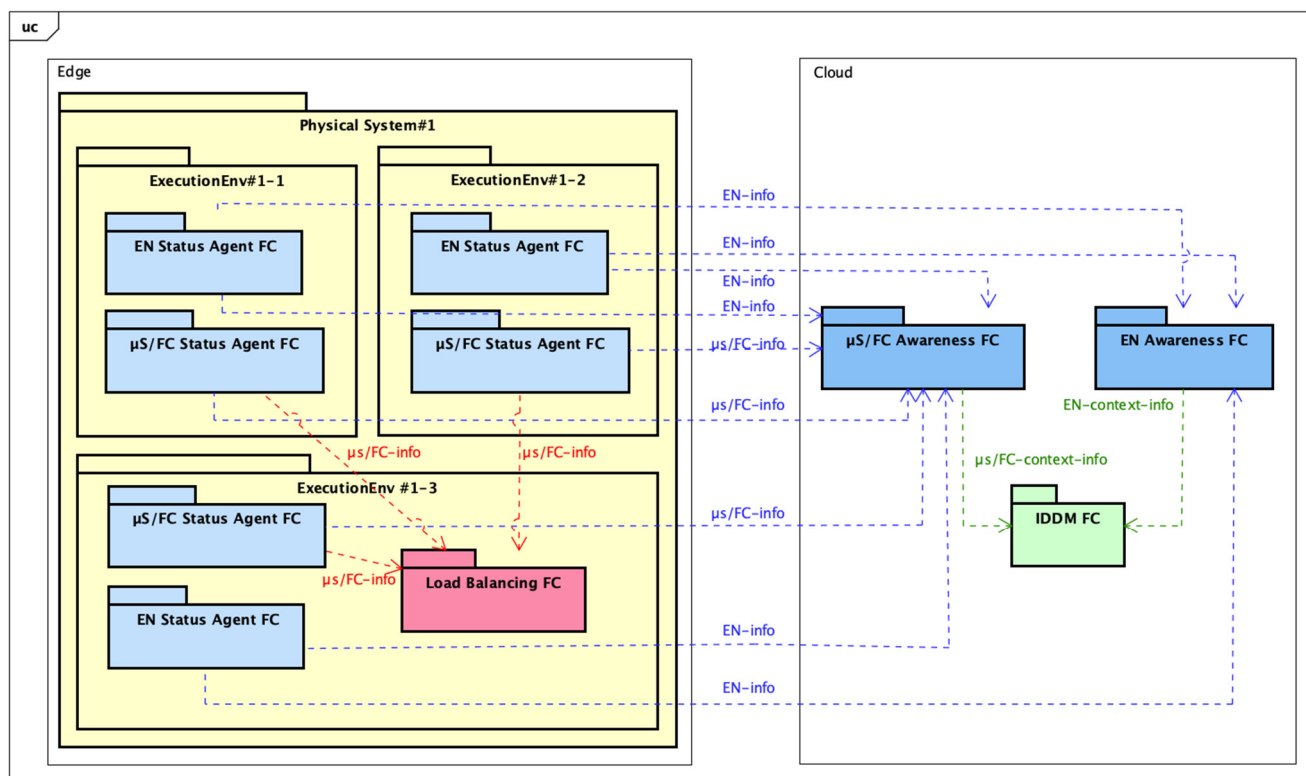 uc
Edge
Cloud
Physical System#1
ExecutionEnv#1-1
ExecutionEnv#1-2
EN-info
EN Status Agent FC
EN Status Agent FC
EN-info
EN-info
EN-info
µS/FC Status Agent FC
µS/FC Status Agent FC
µs/FC-info
µS/FC Awareness FC
EN Awareness FC
µs/FC-info
EN-context-info
µs/FC-info
µs/FC-info
µs/FC-context-info
ExecutionEnv #1-3
µS/FC Status Agent FC
µs/FC-info
IDDM FC
µs/FC-info
Load Balancing FC
EN Status Agent FC
EN-info
EN-info